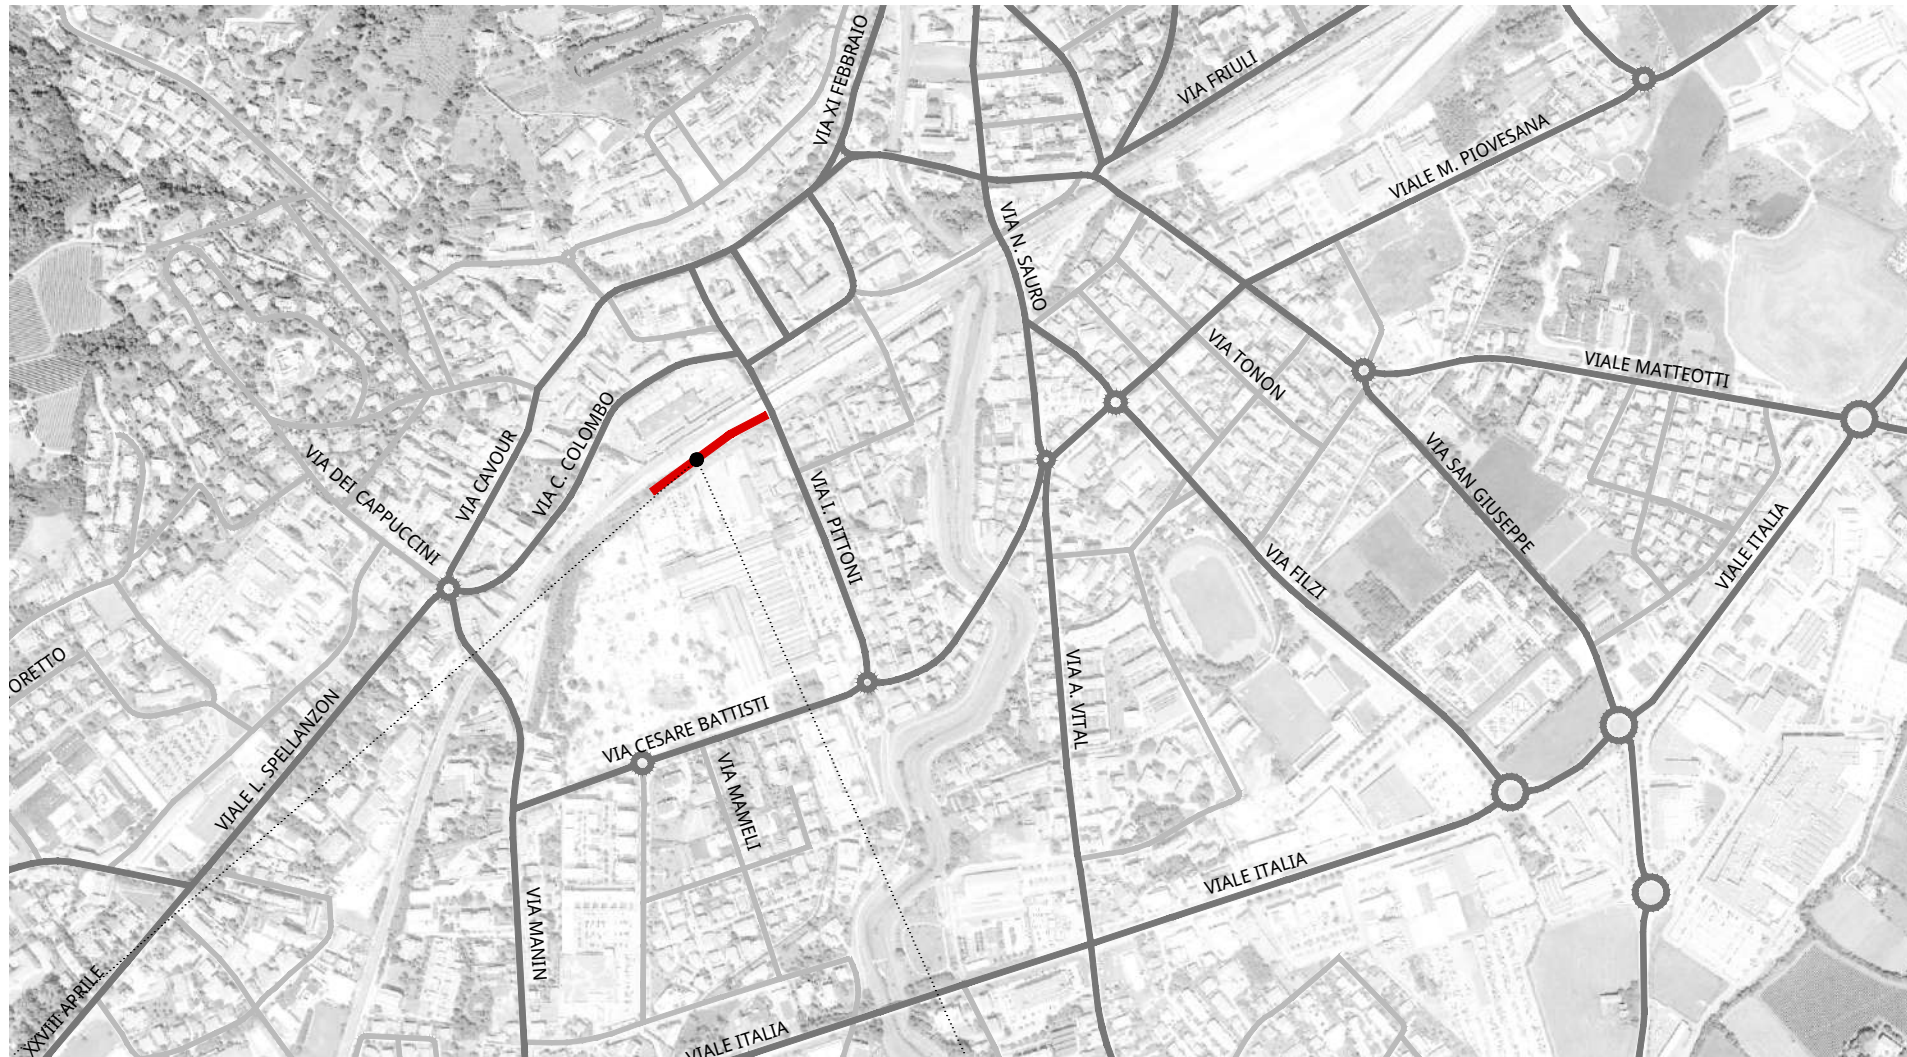 VIA XI FEBBRAIO
VIA FRIULI
VIALE M. PIOVESANA
VIA N. SAURO
VIA TONON
VIALE MATTEOTTI
VIA DEI CAPPUCCINI
VIA CAVOUR
VIA C. COLOMBO
VIA I. PITTONI
VIA SAN GIUSEPPE
VIALE ITALIA
VIA FILZI
ORETTO
VIALE L. SPELLANZON
VIA CESARE BATTISTI
VIA A. VITAL
VIA MAMELI
VIALE ITALIA
VIA MANIN
XXVIII APRILE
VIALE ITALIA